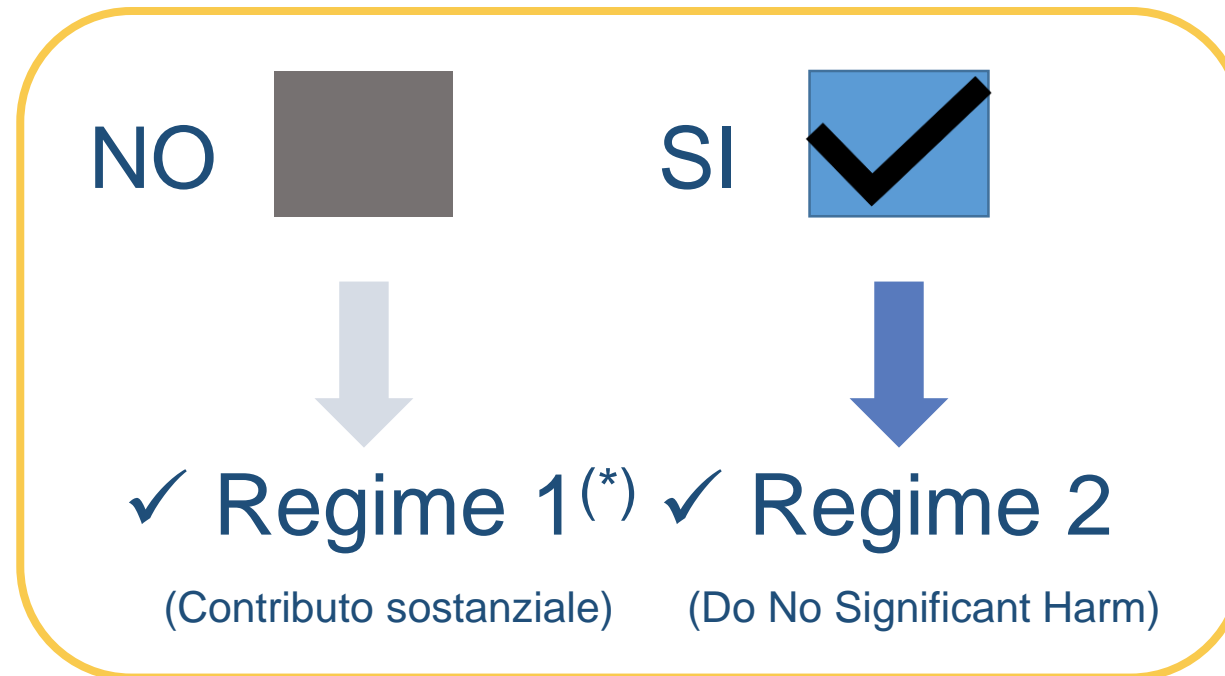 NO SI
✓ Regime 1(*) ✓ Regime 2
(Contributo sostanziale) (Do No Significant Harm)